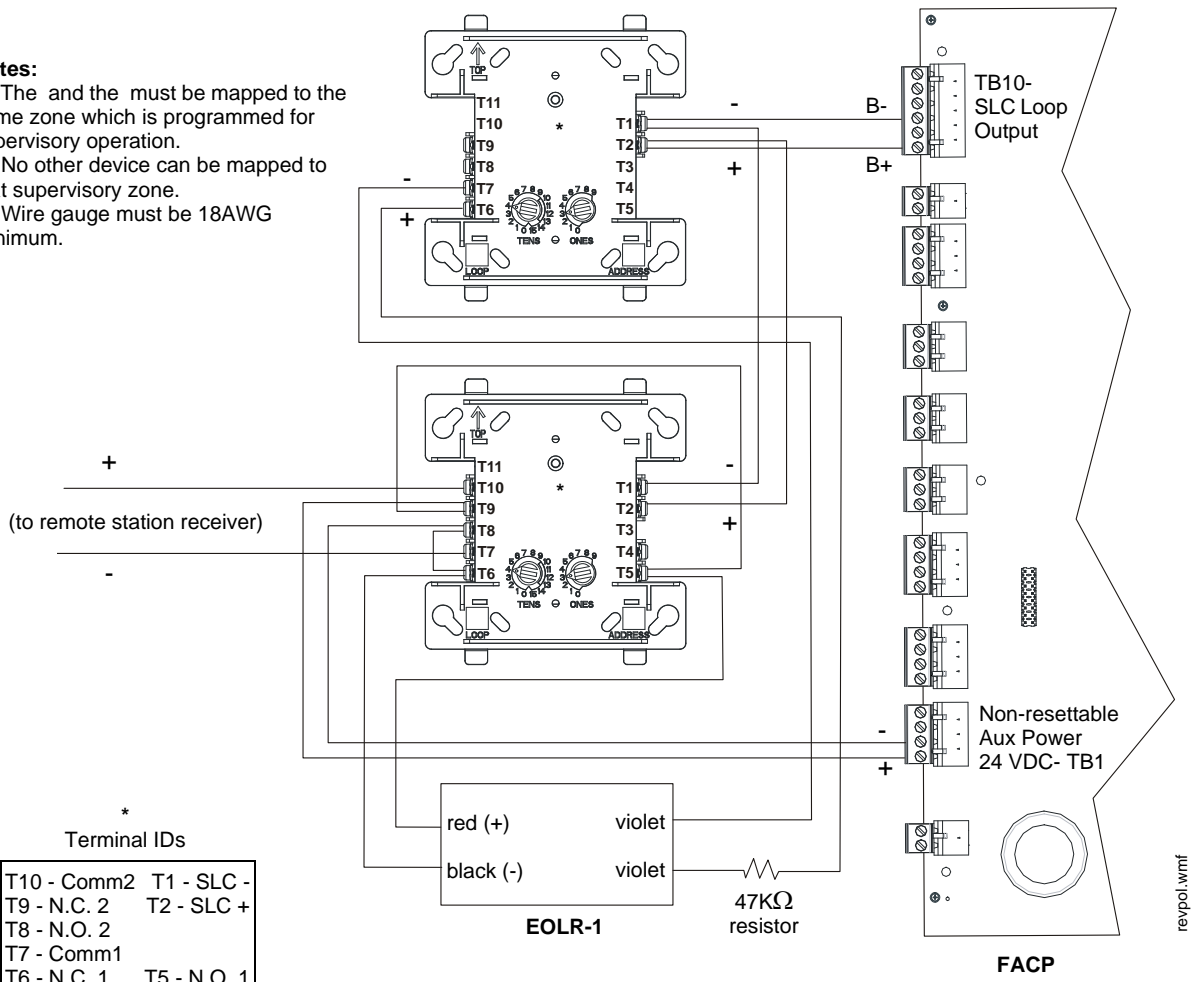 tes:
The and the must be mapped to the
me zone which is programmed for
pervisory operation.
No other device can be mapped to
t supervisory zone.
Wire gauge must be 18AWG
nimum.
TOP
T11
T10
T9
T8
T7
T6
T1
T2
T3
T4
T5
TENS
ONES
LOOP
ADDRESS
-
+
-
+
B-
B+
TB10-
SLC Loop
Output
TOP
T11
T10
T9
T8
T7
T6
T1
T2
T3
T4
T5
TENS
ONES
LOOP
ADDRESS
-
+
+
(to remote station receiver)
-
-
+
Non-resettable
Aux Power
24 VDC- TB1
red (+) violet
black (-) violet
EOLR-1
47KΩ
resistor
FACP
revpol.wmf
*
Terminal IDs
T10 - Comm2 T1 - SLC -
T9 - N.C. 2 T2 - SLC +
T8 - N.O. 2
T7 - Comm1
T6 - N.C. 1 T5 - N.O. 1